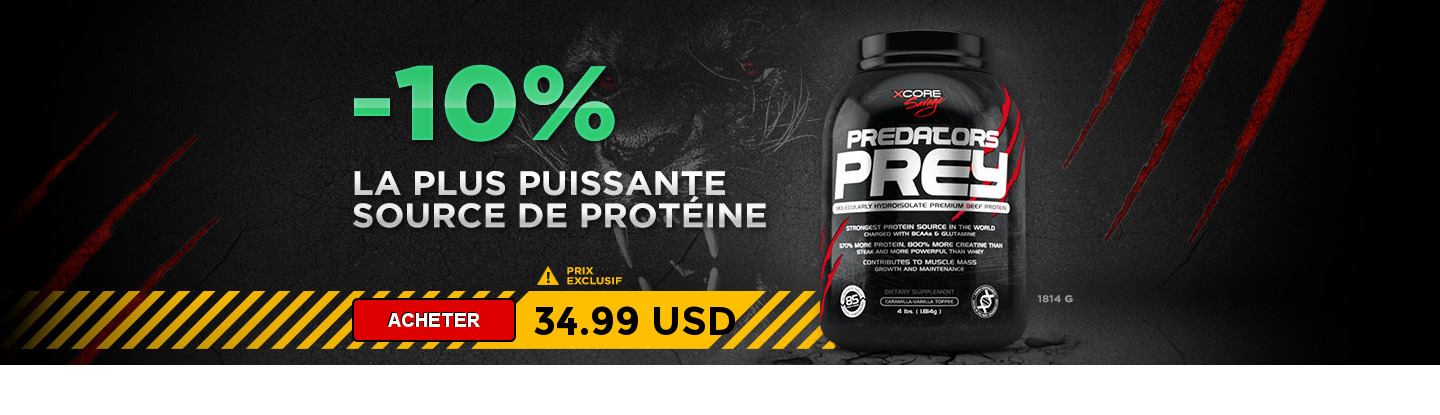 -10%
LA PLUS PUISSANTE
SOURCE DE PROTÉINE
PRIX
EXCLUSIF
ACHETER
34.99 USD
XCORE
Savage
PREDATORS
PREY
MOLECULARLY HYDROISOLATE PREMIUM BEEF PROTEIN
STRONGEST PROTEIN SOURCE IN THE WORLD
CHARGED WITH BCAAs & GLUTAMINE
570% MORE PROTEIN, 800% MORE CREATINE THAN
STEAK AND MORE POWERFUL THAN WHEY
CONTRIBUTES TO MUSCLE MASS
GROWTH AND MAINTENANCE
85
DIETARY SUPPLEMENT
CARAMILLA-VANILLA TOFFEE
4 lbs. ( 1.814g )
1814 G